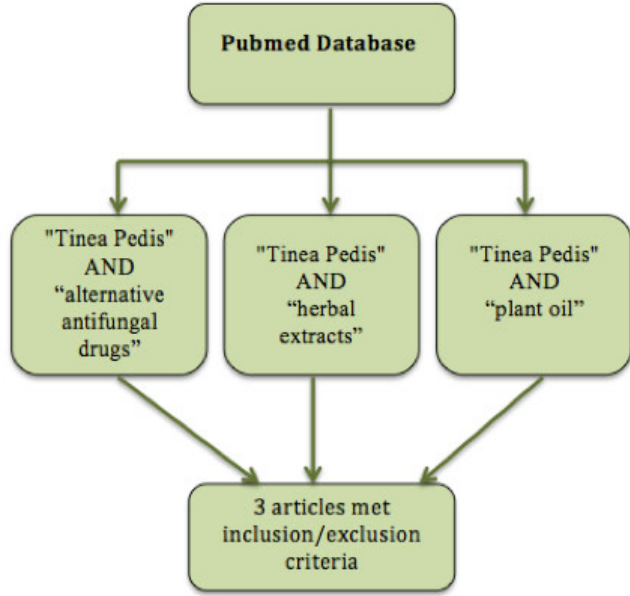 Pubmed Database
"Tinea Pedis"
AND
“alternative
antifungal
drugs”
"Tinea Pedis"
AND
“herbal
extracts”
"Tinea Pedis"
AND
“plant oil”
3 articles met
inclusion/exclusion
criteria